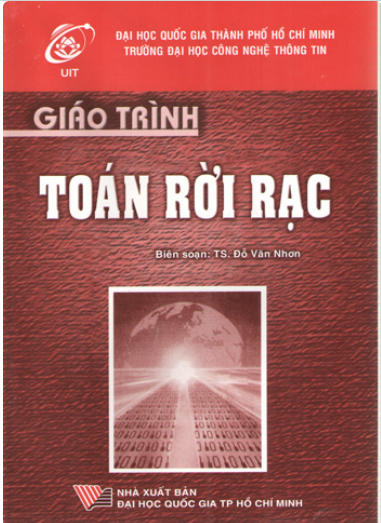 ĐẠI HỌC QUỐC GIA THÀNH PHỐ HỒ CHÍ MINH
TRƯỜNG ĐẠI HỌC CÔNG NGHỆ THÔNG TIN
UIT
GIÁO TRÌNH
TOÁN RỜI RẠC
Biên soạn: TS. Đỗ Văn Nhơn
NHÀ XUẤT BẢN
ĐẠI HỌC QUỐC GIA TP HỒ CHÍ MINH